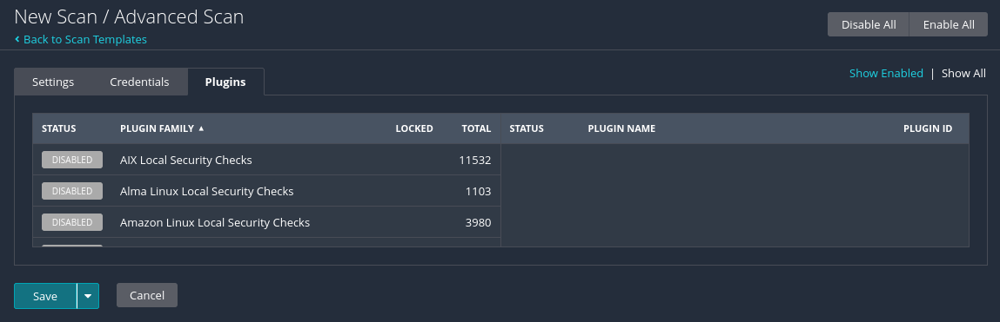 New Scan / Advanced Scan
Back to Scan Templates
Disable All Enable All
Settings Credentials Plugins
Show Enabled | Show All
STATUS PLUGIN FAMILY LOCKED TOTAL STATUS PLUGIN NAME PLUGIN ID
DISABLED AIX Local Security Checks 11532
DISABLED Alma Linux Local Security Checks 1103
DISABLED Amazon Linux Local Security Checks 3980
Save Cancel